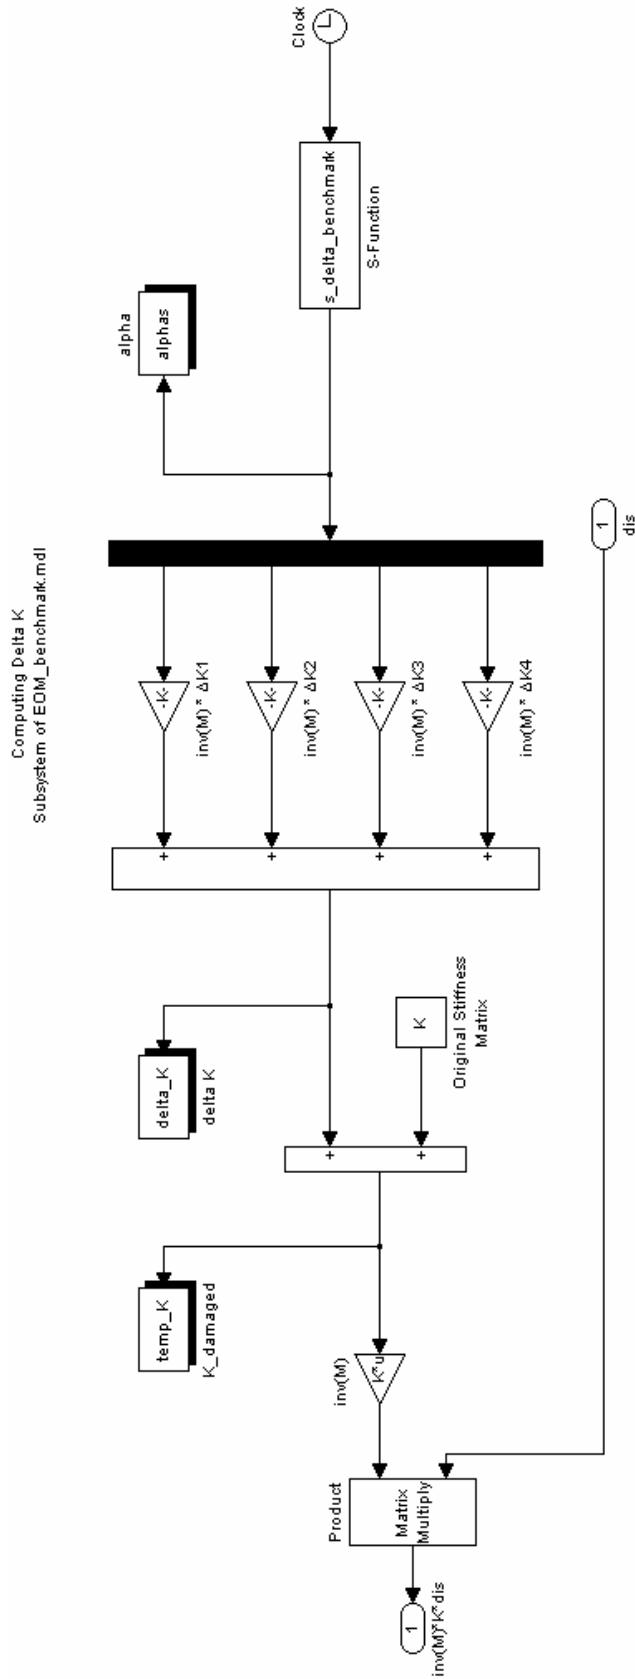 Computing Delta K
Subsystem of EOM_benchmark.mdl
Clock
s_delta_benchmark
S-Function
alpha
alphas
-K-
inv(M) * ΔK1
-K-
inv(M) * ΔK2
-K-
inv(M) * ΔK3
-K-
inv(M) * ΔK4
+
+
+
+
delta_K
delta K
K
Original Stiffness
Matrix
+
+
temp_K
K_damaged
inv(M)
K*u
1
dis
Product
Matrix
Multiply
1
inv(M)*K*dis